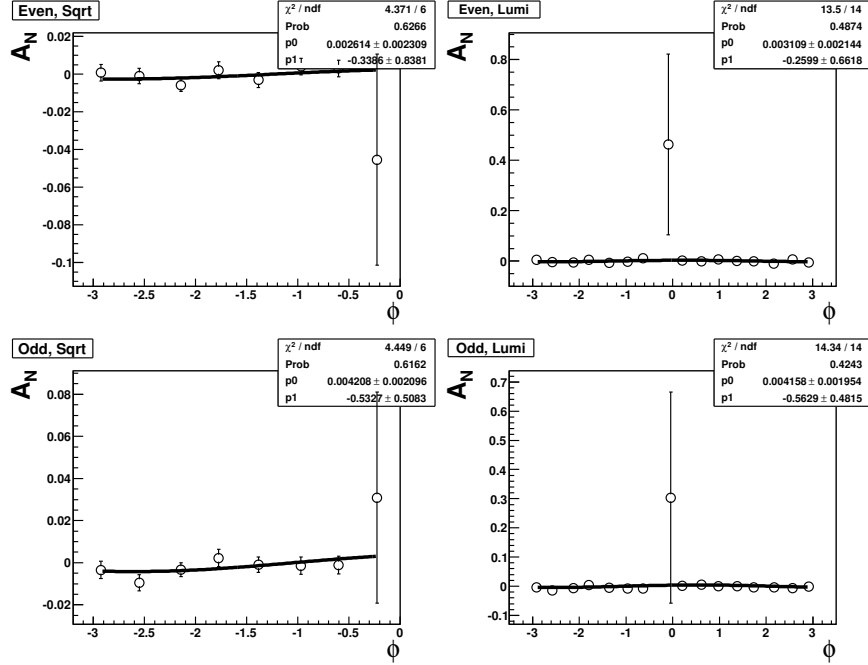 Even, Sqrt
χ² / ndf 4.371 / 6
Prob 0.6266
p0 0.002614 ± 0.002309
p1 -0.3386 ± 0.8381
A_N
0.02
0
-0.02
-0.04
-0.06
-0.08
-0.1
-3 -2.5 -2 -1.5 -1 -0.5 0
ϕ
Even, Lumi
χ² / ndf 13.5 / 14
Prob 0.4874
p0 0.003109 ± 0.002144
p1 -0.2599 ± 0.6618
A_N
0.8
0.6
0.4
0.2
0
-3 -2 -1 0 1 2 3
ϕ
Odd, Sqrt
χ² / ndf 4.449 / 6
Prob 0.6162
p0 0.004208 ± 0.002096
p1 -0.5327 ± 0.5083
A_N
0.08
0.06
0.04
0.02
0
-0.02
-3 -2.5 -2 -1.5 -1 -0.5 0
ϕ
Odd, Lumi
χ² / ndf 14.34 / 14
Prob 0.4243
p0 0.004158 ± 0.001954
p1 -0.5629 ± 0.4815
A_N
0.7
0.6
0.5
0.4
0.3
0.2
0.1
0
-0.1
-3 -2 -1 0 1 2 3
ϕ